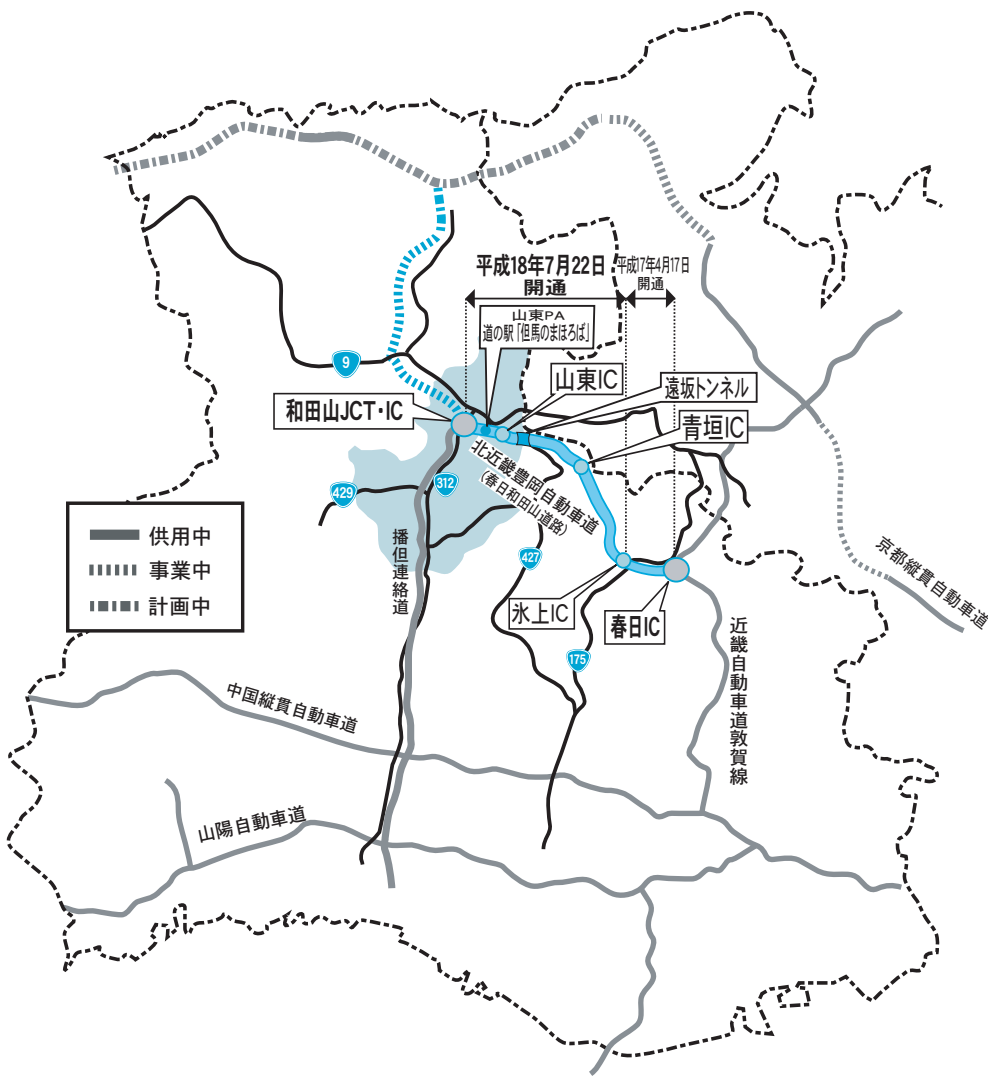 平成18年7月22日
開通
平成17年4月17日
開通
山東PA
道の駅「但馬のまほろば」
山東IC
遠坂トンネル
9
和田山JCT・IC
青垣IC
北近畿豊岡自動車道
(春日和田山道路)
312
429
供用中
事業中
計画中
播但連絡道
427
京都縦貫自動車道
氷上IC
春日IC
近畿自動車道敦賀線
175
中国縦貫自動車道
山陽自動車道